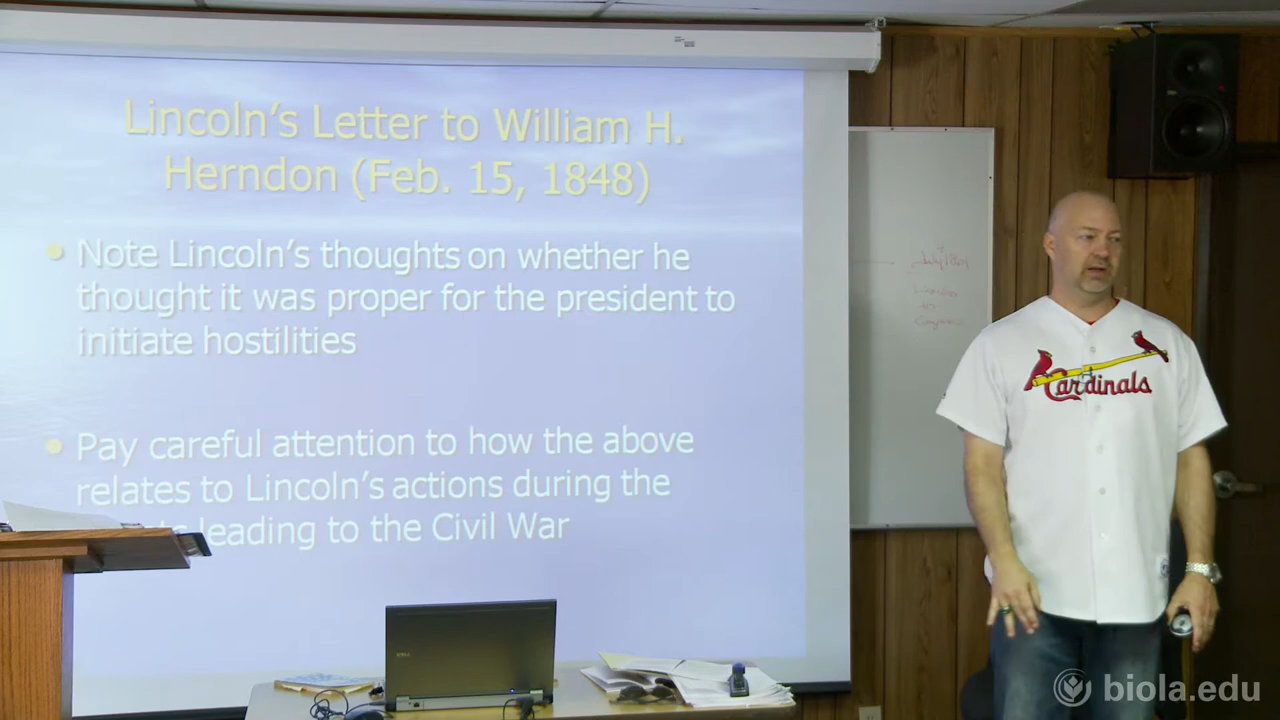 Lincoln's Letter to William H.
Herndon (Feb. 15, 1848)
Note Lincoln's thoughts on whether he
thought it was proper for the president to
initiate hostilities
Pay careful attention to how the above
relates to Lincoln's actions during the
leading to the Civil War
Cardinals
DELL
biola.edu